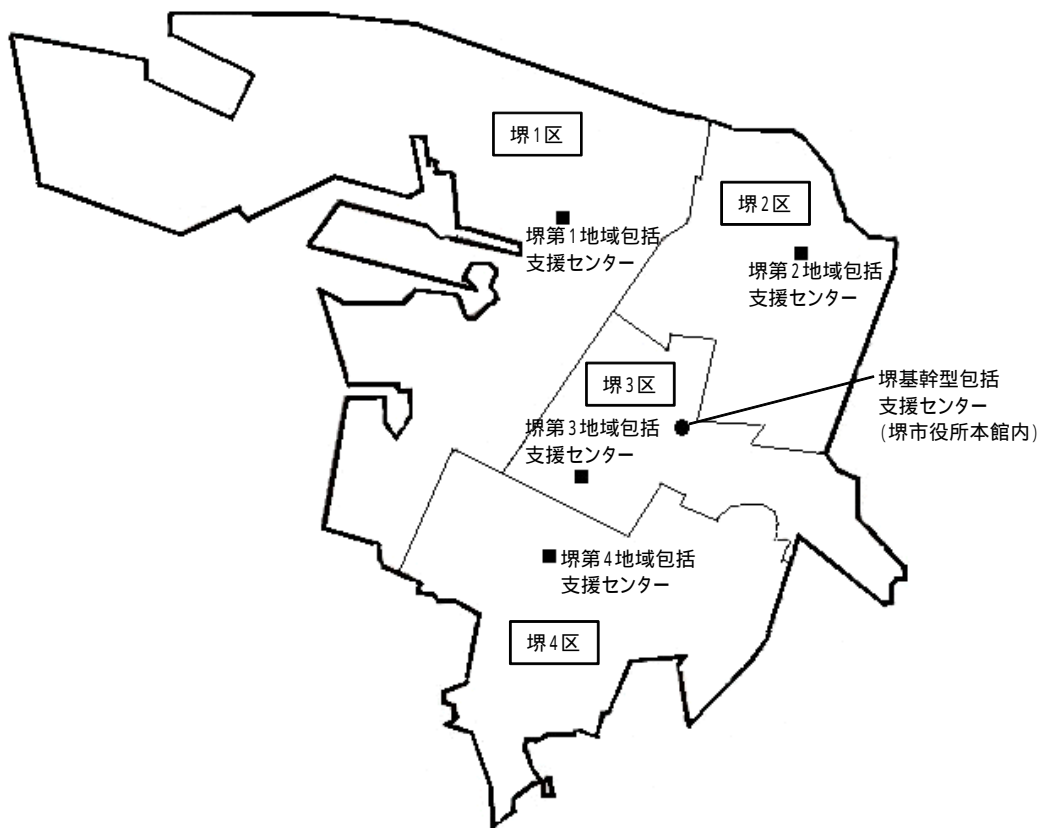 堺1区
堺2区
堺第1地域包括
支援センター
堺第2地域包括
支援センター
堺3区
堺基幹型包括
支援センター
(堺市役所本館内)
堺第3地域包括
支援センター
堺第4地域包括
支援センター
堺4区